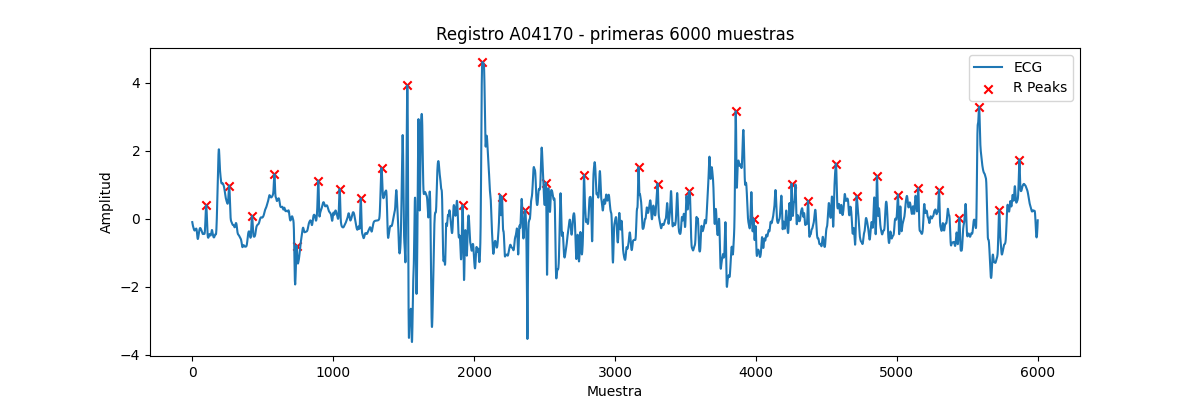 Registro A04170 - primeras 6000 muestras
ECG
R Peaks
Amplitud
4
2
0
−2
−4
0 1000 2000 3000 4000 5000 6000
Muestra